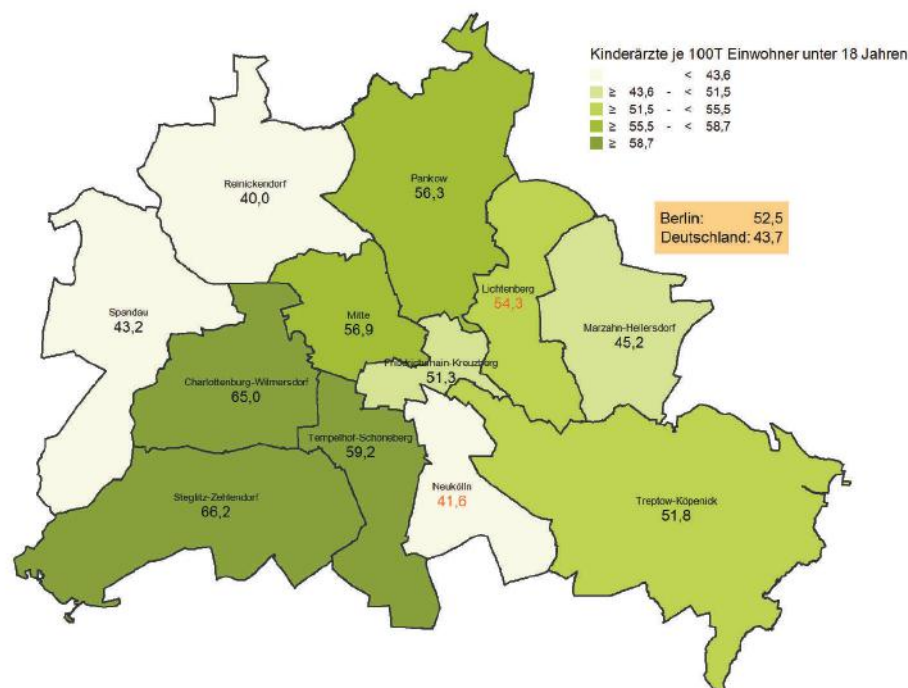 Kinderärzte je 100T Einwohner unter 18 Jahren
< 43,6
≥ 43,6 - < 51,5
≥ 51,5 - < 55,5
≥ 55,5 - < 58,7
≥ 58,7
Berlin: 52,5
Deutschland: 43,7
Reinickendorf
40,0
Pankow
56,3
Lichtenberg
54,3
Spandau
43,2
Mitte
56,9
Marzahn-Hellersdorf
45,2
Friedrichshain-Kreuzberg
51,3
Charlottenburg-Wilmersdorf
65,0
Tempelhof-Schöneberg
59,2
Steglitz-Zehlendorf
66,2
Neukölln
41,6
Treptow-Köpenick
51,8